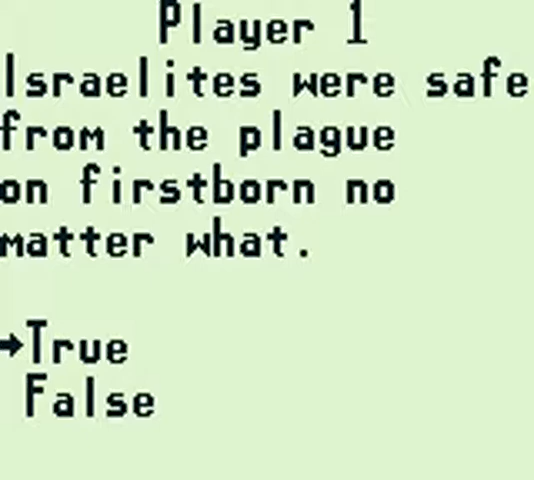 Player 1
Israelites were safe
from the plague
on firstborn no
matter what.
→True
False